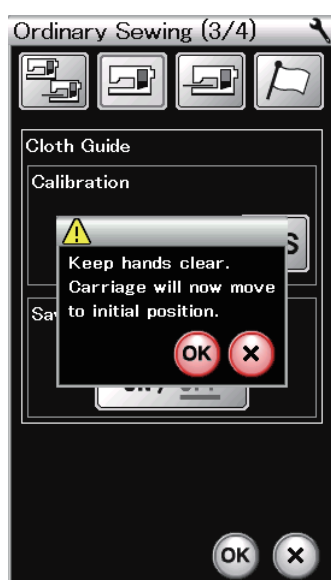 Ordinary Sewing (3/4)
Cloth Guide
Calibration
Keep hands clear.
Carriage will now move
to initial position.
OK
OK